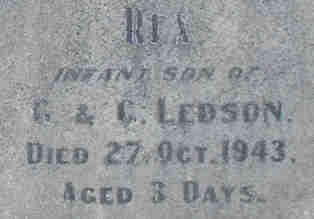 REX
INFANT SON OF
G. & C. LEDSON.
DIED 27. OCT. 1943.
AGED 3 DAYS.